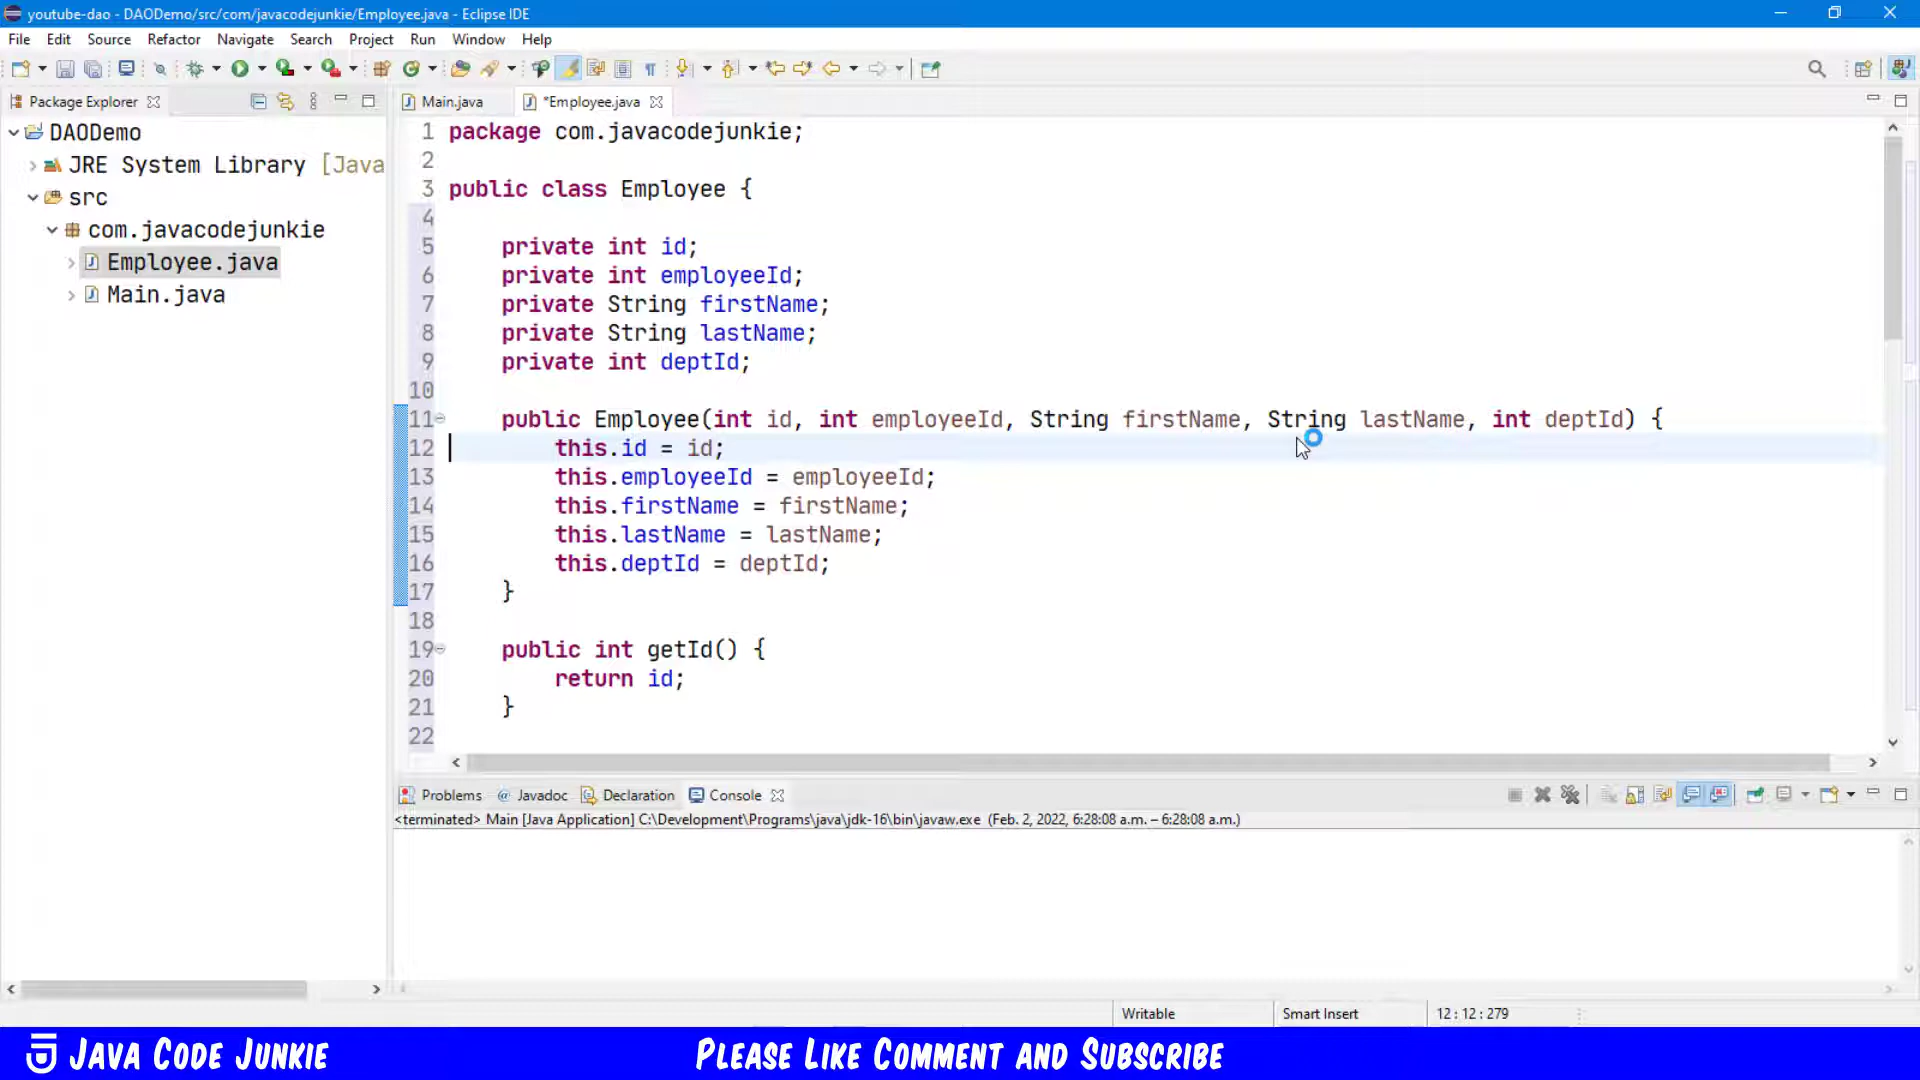 youtube-dao - DAODemo/src/com/javacodejunkie/Employee.java - Eclipse IDE
File Edit Source Refactor Navigate Search Project Run Window Help
Package Explorer
Main.java
*Employee.java
DAODemo
JRE System Library [Java
src
com.javacodejunkie
Employee.java
Main.java
1 package com.javacodejunkie;
2
3 public class Employee {
4
5 private int id;
6 private int employeeId;
7 private String firstName;
8 private String lastName;
9 private int deptId;
10
11 public Employee(int id, int employeeId, String firstName, String lastName, int deptId) {
12 this.id = id;
13 this.employeeId = employeeId;
14 this.firstName = firstName;
15 this.lastName = lastName;
16 this.deptId = deptId;
17 }
18
19 public int getId() {
20 return id;
21 }
22
Problems @ Javadoc Declaration Console
<terminated> Main [Java Application] C:\Development\Programs\java\jdk-16\bin\javaw.exe (Feb. 2, 2022, 6:28:08 a.m. – 6:28:08 a.m.)
Writable Smart Insert 12 : 12 : 279
Java Code Junkie
Please Like Comment and Subscribe